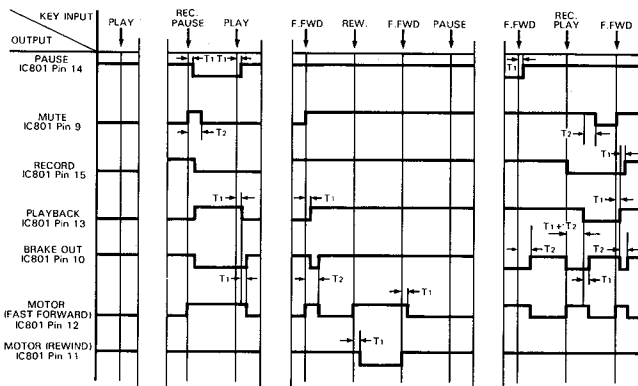 KEY INPUT
OUTPUT
PLAY
REC.
PAUSE
PLAY
F.FWD
REW.
F.FWD
PAUSE
F.FWD
REC.
PLAY
F.FWD
PAUSE
IC801 Pin 14
T1 T1
T1
MUTE
IC801 Pin 9
T2
T2
RECORD
IC801 Pin 15
T1
PLAYBACK
IC801 Pin 13
T1
T1
T1
T1+T2
BRAKE OUT
IC801 Pin 10
T1
T2
T2
T2
T1
MOTOR
(FAST FORWARD)
IC801 Pin 12
T1
MOTOR (REWIND)
IC801 Pin 11
T1